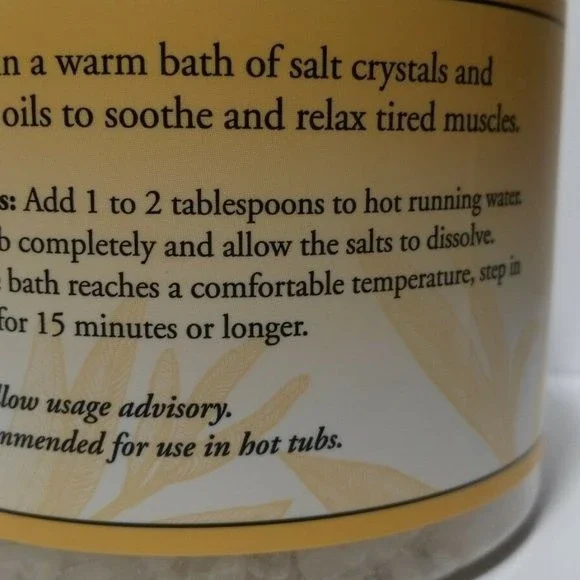 a warm bath of salt crystals and
oils to soothe and relax tired muscles.
Add 1 to 2 tablespoons to hot running water.
completely and allow the salts to dissolve.
bath reaches a comfortable temperature, step in
for 15 minutes or longer.
usage advisory.
for use in hot tubs.